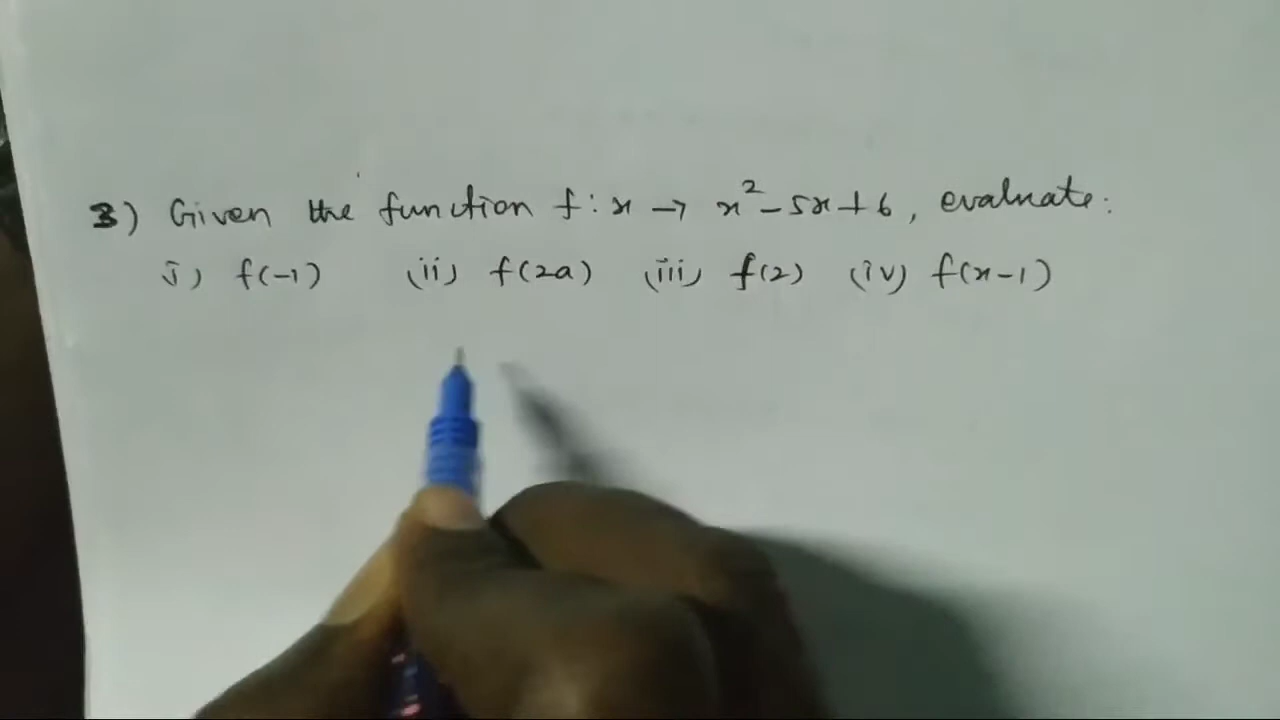 3) Given the function f: x → x² - 5x + 6, evaluate:
i) f(-1) (ii) f(2a) (iii) f(2) (iv) f(x-1)